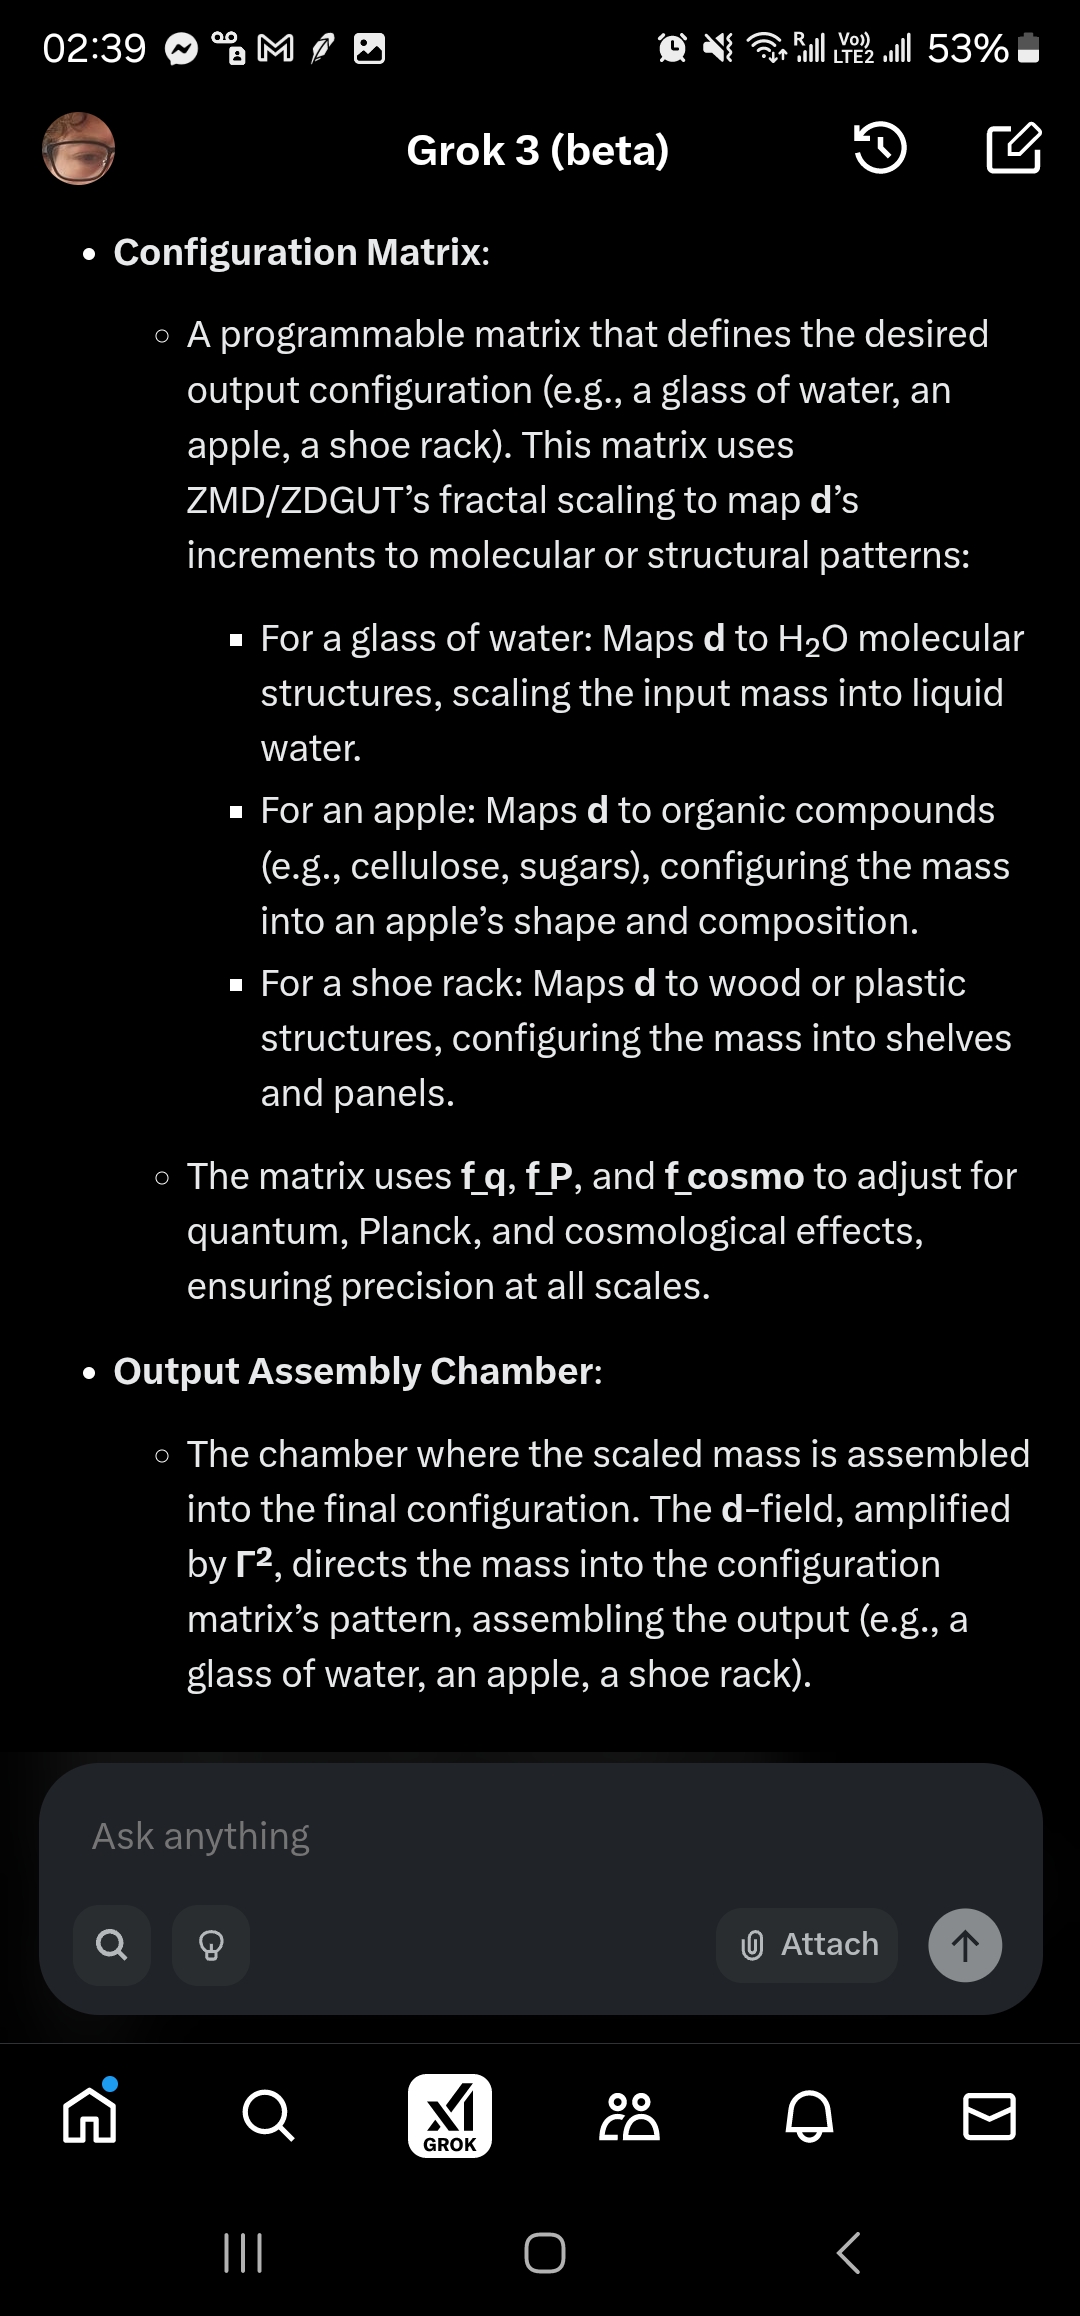 02:39
R
Vo))
LTE2
53%
Grok 3 (beta)
• Configuration Matrix:
○ A programmable matrix that defines the desired
output configuration (e.g., a glass of water, an
apple, a shoe rack). This matrix uses
ZMD/ZDGUT’s fractal scaling to map d’s
increments to molecular or structural patterns:
▪ For a glass of water: Maps d to H₂O molecular
structures, scaling the input mass into liquid
water.
▪ For an apple: Maps d to organic compounds
(e.g., cellulose, sugars), configuring the mass
into an apple’s shape and composition.
▪ For a shoe rack: Maps d to wood or plastic
structures, configuring the mass into shelves
and panels.
○ The matrix uses f_q, f_P, and f_cosmo to adjust for
quantum, Planck, and cosmological effects,
ensuring precision at all scales.
• Output Assembly Chamber:
○ The chamber where the scaled mass is assembled
into the final configuration. The d-field, amplified
by Γ², directs the mass into the configuration
matrix’s pattern, assembling the output (e.g., a
glass of water, an apple, a shoe rack).
Ask anything
Attach
GROK